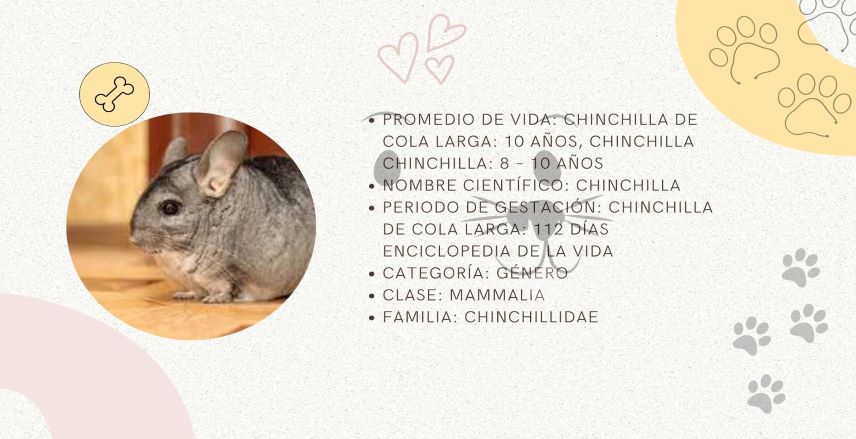 • PROMEDIO DE VIDA: CHINCHILLA DE
COLA LARGA: 10 AÑOS, CHINCHILLA
CHINCHILLA: 8 – 10 AÑOS
• NOMBRE CIENTÍFICO: CHINCHILLA
• PERIODO DE GESTACIÓN: CHINCHILLA
DE COLA LARGA: 112 DÍAS
ENCICLOPEDIA DE LA VIDA
• CATEGORÍA: GÉNERO
• CLASE: MAMMALIA
• FAMILIA: CHINCHILLIDAE